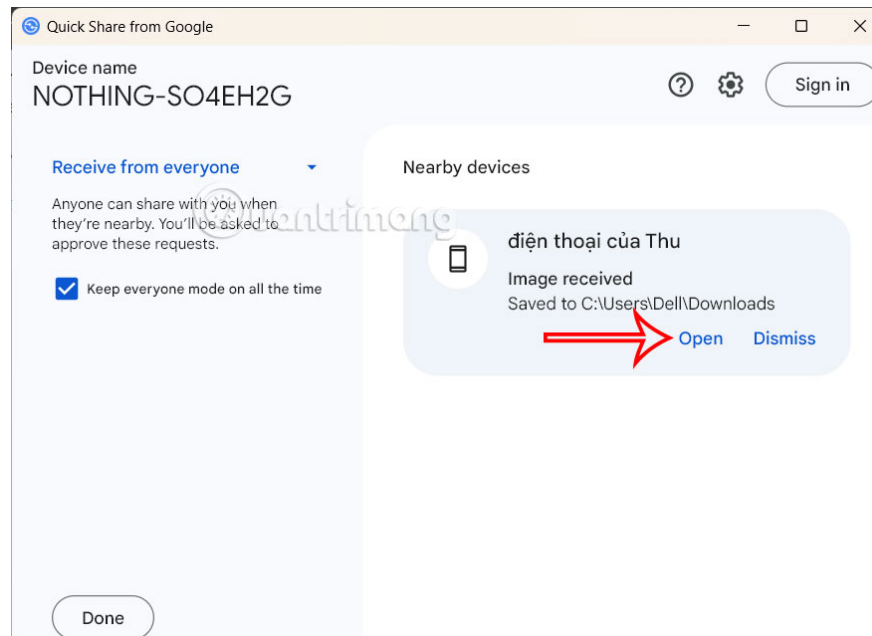 Quick Share from Google
Device name
NOTHING-SO4EH2G
Sign in
Receive from everyone
Anyone can share with you when
they're nearby. You'll be asked to
approve these requests.
Keep everyone mode on all the time
Nearby devices
điện thoại của Thu
Image received
Saved to C:\Users\Dell\Downloads
Open Dismiss
uantrimang
Done